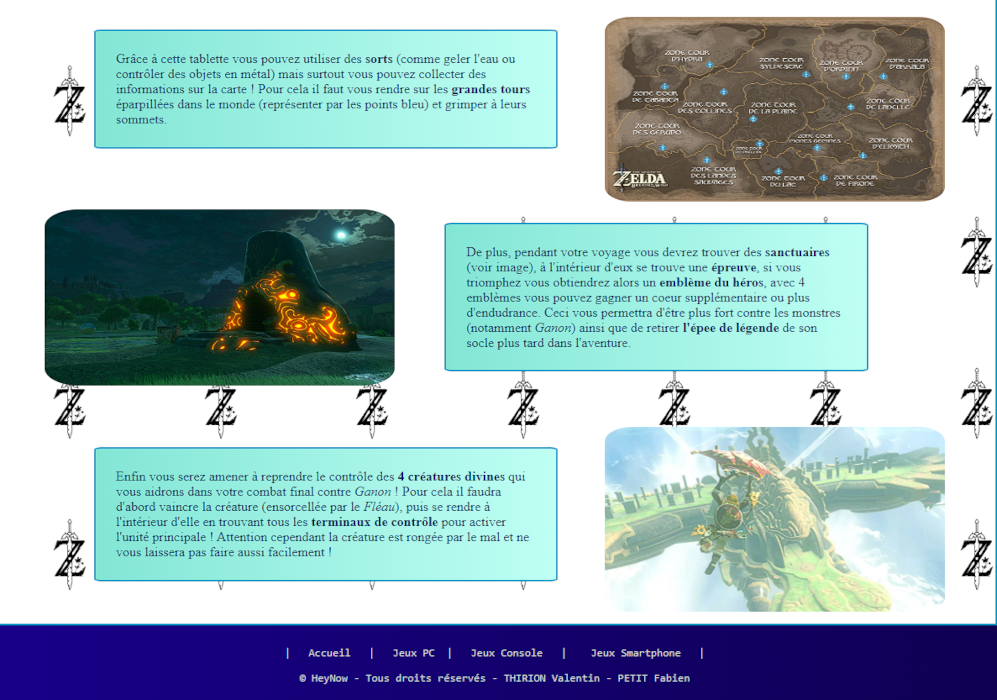 Grâce à cette tablette vous pouvez utiliser des sorts (comme geler l'eau ou
contrôler des objets en métal) mais surtout vous pouvez collecter des
informations sur la carte ! Pour cela il faut vous rendre sur les grandes tours
éparpillées dans le monde (représenter par les points bleu) et grimper à leurs
sommets.
ZONE TOUR
D'HYDRA
ZONE TOUR
SYLVESTRE
ZONE TOUR
D'ORDINN
ZONE TOUR
D'AKKALA
ZONE TOUR
DE TABANTA
ZONE TOUR
DES COLLINES
ZONE TOUR
DE LA PLAINE
ZONE TOUR
DE LANELLE
ZONE TOUR
DES GERUDO
ZONE TOUR
MONTS GEMINES
ZONE TOUR
D'ELIMITH
ZONE TOUR
DES LANDES
SAUVAGES
ZONE TOUR
DU LAC
ZONE TOUR
DE FIRONE
ZELDA
De plus, pendant votre voyage vous devrez trouver des sanctuaires
(voir image), à l'intérieur d'eux se trouve une épreuve, si vous
triomphez vous obtiendrez alors un emblème du héros, avec 4
emblèmes vous pouvez gagner un coeur supplémentaire ou plus
d'endudrance. Ceci vous permettra d'être plus fort contre les monstres
(notamment Ganon) ainsi que de retirer l'épee de légende de son
socle plus tard dans l'aventure.
Enfin vous serez amener à reprendre le contrôle des 4 créatures divines qui
vous aidrons dans votre combat final contre Ganon ! Pour cela il faudra
d'abord vaincre la créature (ensorcellée par le Fléau), puis se rendre à
l'intérieur d'elle en trouvant tous les terminaux de contrôle pour activer
l'unité principale ! Attention cependant la créature est rongée par le mal et ne
vous laissera pas faire aussi facilement !
| Accueil | Jeux PC | Jeux Console | Jeux Smartphone |
© HeyNow - Tous droits réservés - THIRION Valentin - PETIT Fabien